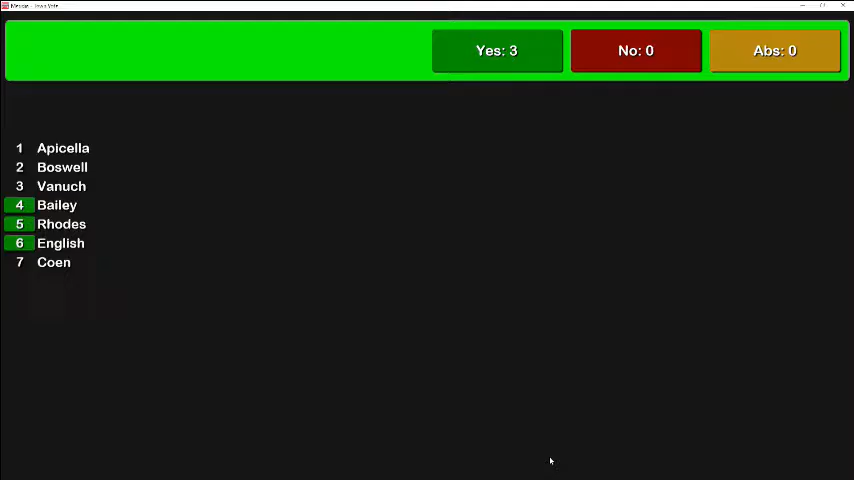 Yes: 3
No: 0
Abs: 0
1 Apicella
2 Boswell
3 Vanuch
4 Bailey
5 Rhodes
6 English
7 Coen